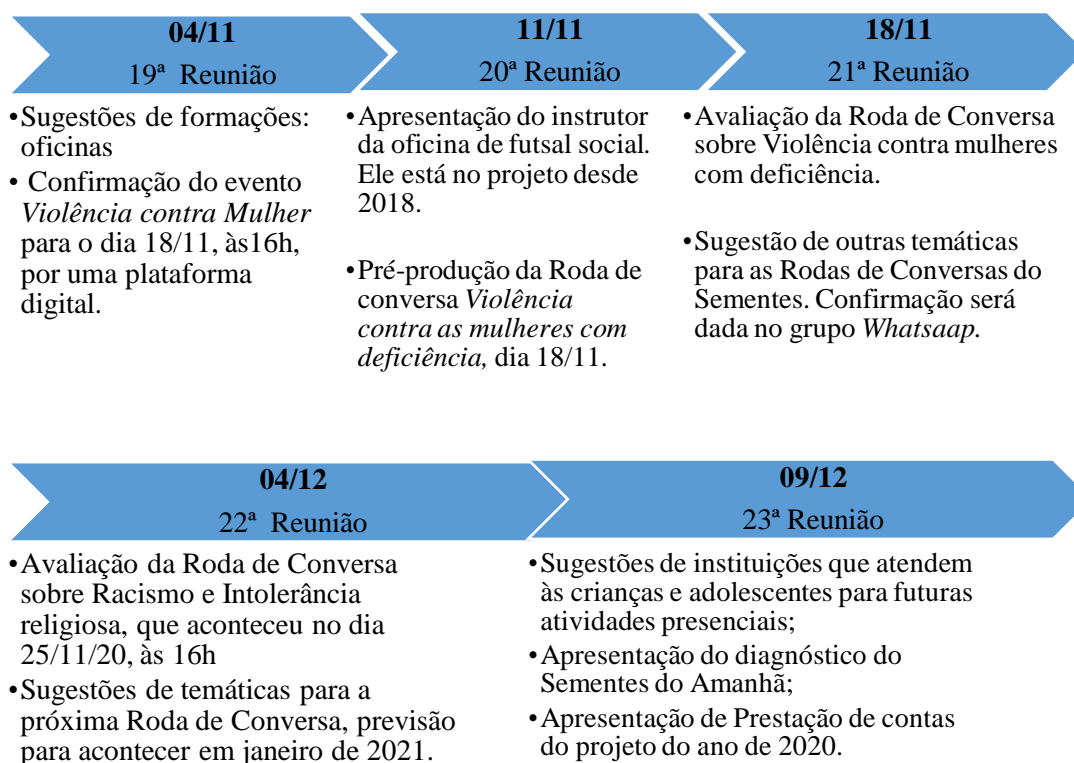 04/11
19ª Reunião
•Sugestões de formações:
oficinas
• Confirmação do evento
Violência contra Mulher
para o dia 18/11, às16h,
por uma plataforma
digital.
11/11
20ª Reunião
•Apresentação do instrutor
da oficina de futsal social.
Ele está no projeto desde
2018.
•Pré-produção da Roda de
conversa Violência
contra as mulheres com
deficiência, dia 18/11.
18/11
21ª Reunião
•Avaliação da Roda de Conversa
sobre Violência contra mulheres
com deficiência.
•Sugestão de outras temáticas
para as Rodas de Conversas do
Sementes. Confirmação será
dada no grupo Whatsaap.
04/12
22ª Reunião
•Avaliação da Roda de Conversa
sobre Racismo e Intolerância
religiosa, que aconteceu no dia
25/11/20, às 16h
•Sugestões de temáticas para a
próxima Roda de Conversa, previsão
para acontecer em janeiro de 2021.
09/12
23ª Reunião
•Sugestões de instituições que atendem
às crianças e adolescentes para futuras
atividades presenciais;
•Apresentação do diagnóstico do
Sementes do Amanhã;
•Apresentação de Prestação de contas
do projeto do ano de 2020.